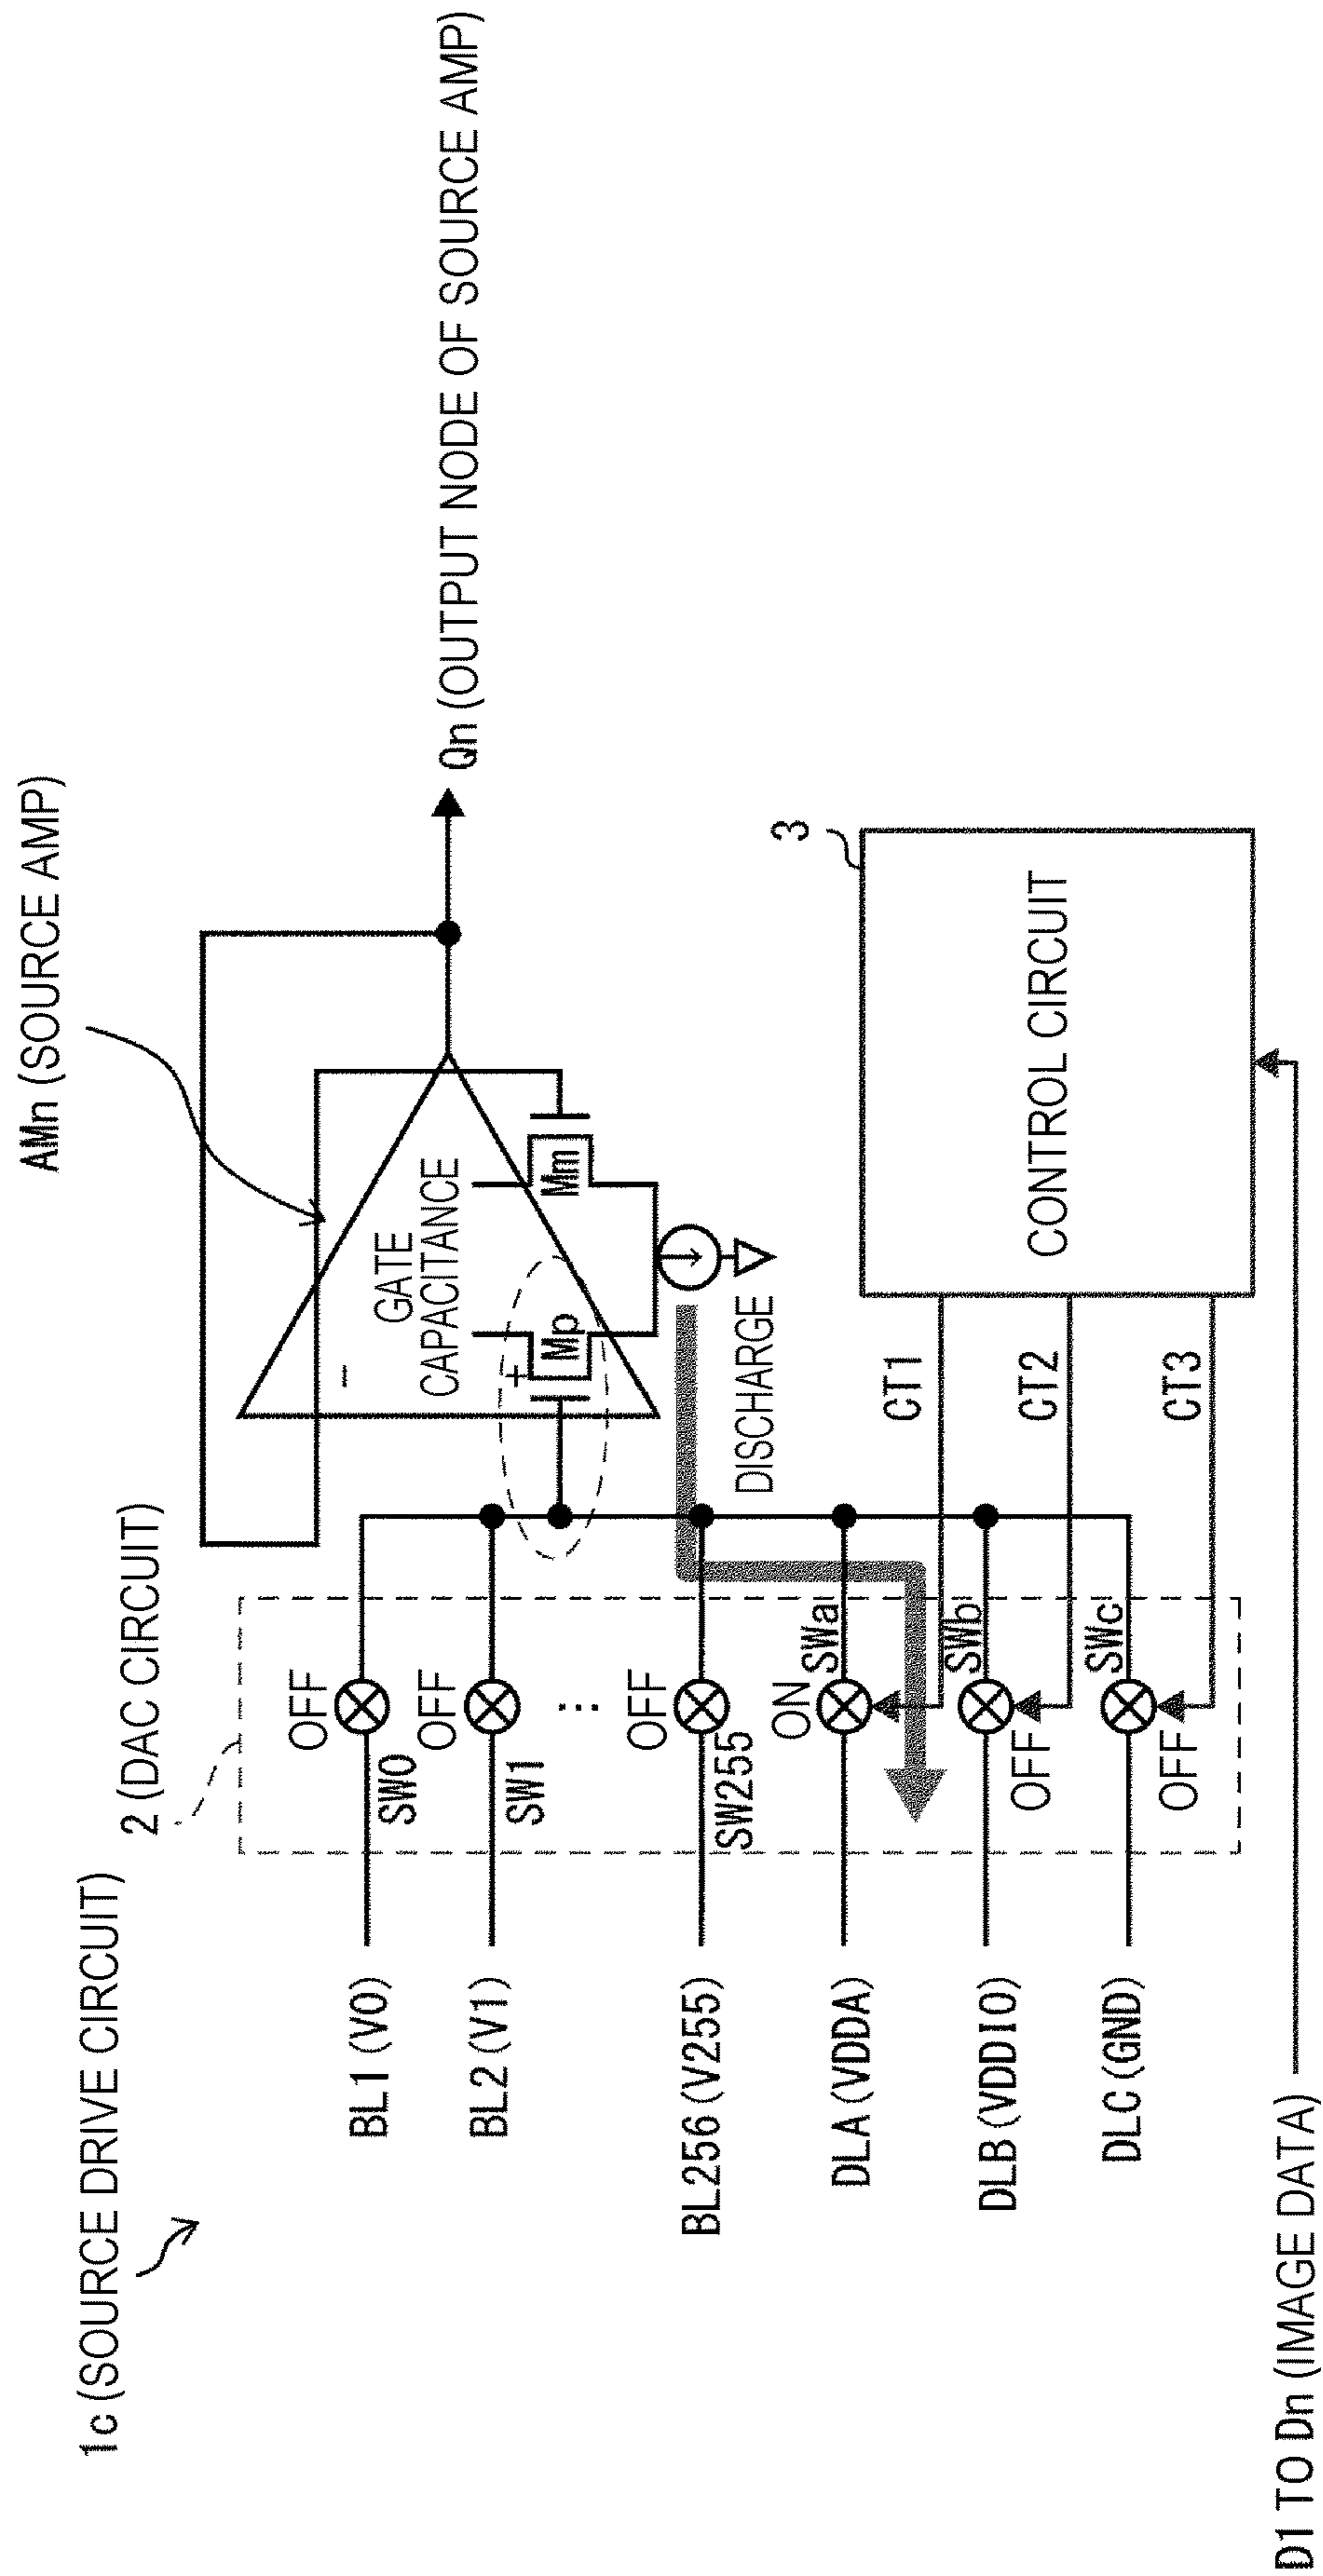 1c (SOURCE DRIVE CIRCUIT)
2 (DAC CIRCUIT)
AMn (SOURCE AMP)
BL1 (V0)
OFF
SW0
BL2 (V1)
OFF
SW1
BL256 (V255)
OFF
SW255
DLA (VDDA)
ON
SWa
DLB (VDDIO)
OFF
SWb
DLC (GND)
OFF
SWc
-
+
GATE
CAPACITANCE
Mp
Mm
Qn (OUTPUT NODE OF SOURCE AMP)
DISCHARGE
CT1
CT2
CT3
3
CONTROL CIRCUIT
D1 TO Dn (IMAGE DATA)